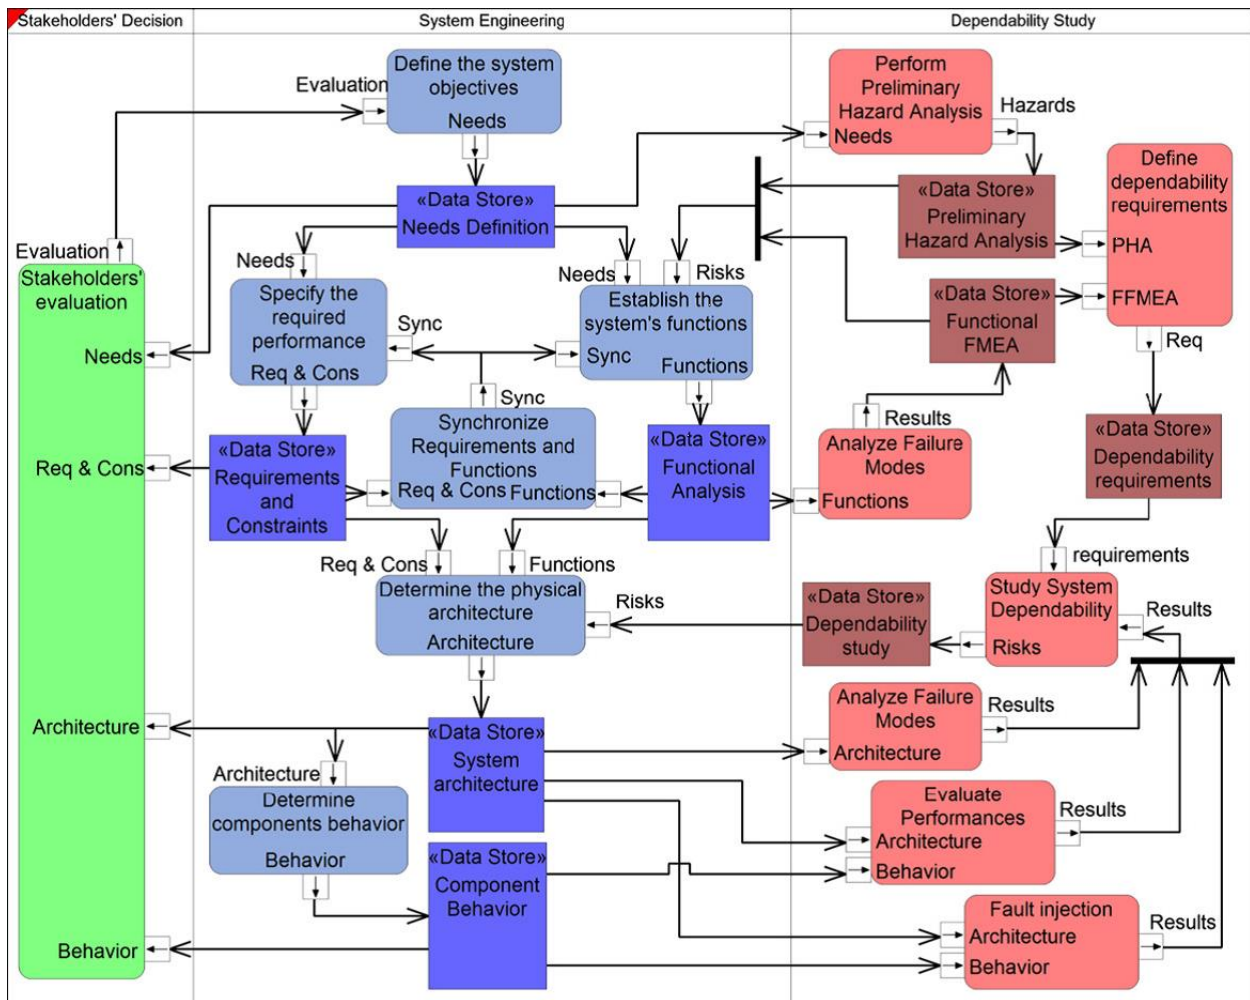 Stakeholders' Decision
System Engineering
Dependability Study
Define the system
objectives
Evaluation
Needs
Perform
Preliminary
Hazard Analysis
Needs
Hazards
Define
dependability
requirements
PHA
FFMEA
Req
«Data Store»
Needs Definition
«Data Store»
Preliminary
Hazard Analysis
«Data Store»
Functional
FMEA
Evaluation
Stakeholders'
evaluation
Needs
Req & Cons
Architecture
Behavior
Needs
Specify the
required
performance
Req & Cons
Sync
Needs
Risks
Establish the
system's functions
Sync
Functions
Sync
Synchronize
Requirements and
Functions
Req & Cons
Functions
«Data Store»
Requirements
and
Constraints
«Data Store»
Functional
Analysis
Results
Analyze Failure
Modes
Functions
«Data Store»
Dependability
requirements
Req & Cons
Functions
Determine the physical
architecture
Architecture
Risks
«Data Store»
Dependability
study
requirements
Study System
Dependability
Risks
Results
«Data Store»
System
architecture
Analyze Failure
Modes
Architecture
Results
Architecture
Determine
components behavior
Behavior
Evaluate
Performances
Architecture
Behavior
Results
«Data Store»
Component
Behavior
Fault injection
Architecture
Behavior
Results